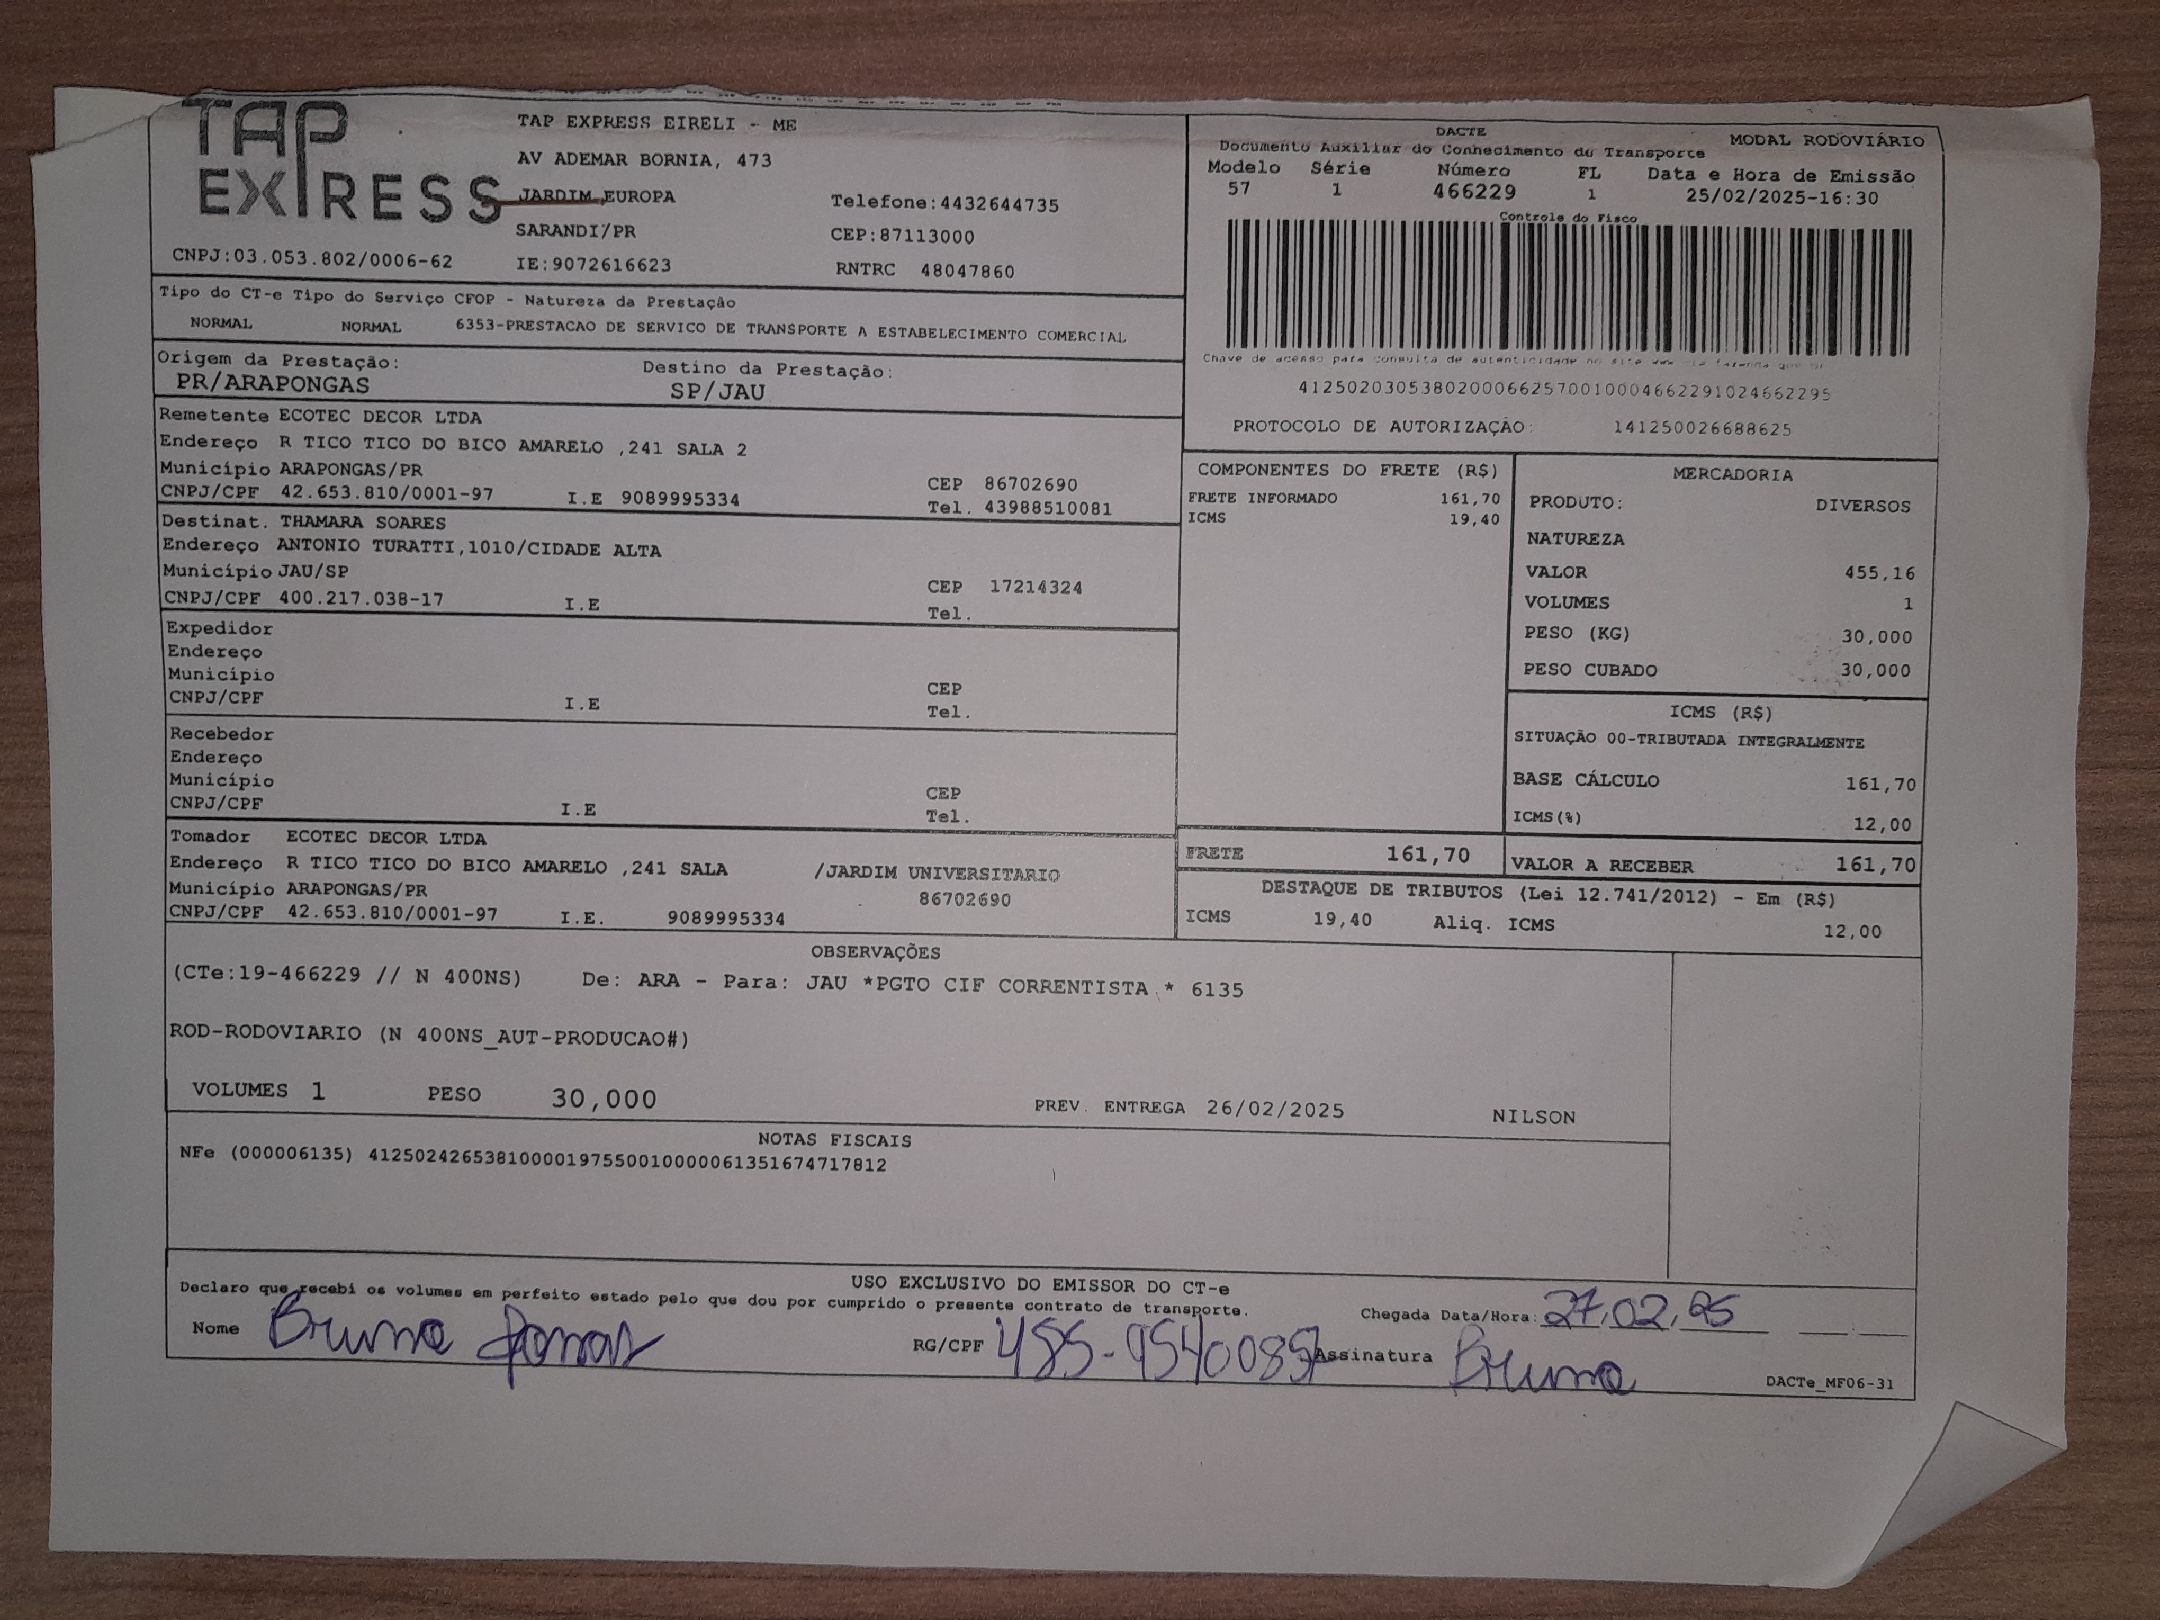 TAP EXPRESS
TAP EXPRESS EIRELI - ME
AV ADEMAR BORNIA, 473
JARDIM EUROPA Telefone:4432644735
SARANDI/PR CEP:87113000
CNPJ:03.053.802/0006-62 IE:9072616623 RNTRC 48047860
DACTE MODAL RODOVIÁRIO
Documento Auxiliar do Conhecimento de Transporte
Modelo Série Número FL Data e Hora de Emissão
57 1 466229 1 25/02/2025-16:30
Controle do Fisco
Chave de acesso para consulta de autenticidade no site www
41250203053802000662570010004662291024662295
PROTOCOLO DE AUTORIZAÇÃO: 141250026688625
Tipo do CT-e Tipo do Serviço CFOP - Natureza da Prestação
NORMAL NORMAL 6353-PRESTACAO DE SERVICO DE TRANSPORTE A ESTABELECIMENTO COMERCIAL
Origem da Prestação: Destino da Prestação:
PR/ARAPONGAS SP/JAU
Remetente ECOTEC DECOR LTDA
Endereço R TICO TICO DO BICO AMARELO ,241 SALA 2
Município ARAPONGAS/PR CEP 86702690
CNPJ/CPF 42.653.810/0001-97 I.E 9089995334 Tel. 43988510081
Destinat. THAMARA SOARES
Endereço ANTONIO TURATTI,1010/CIDADE ALTA
Município JAU/SP CEP 17214324
CNPJ/CPF 400.217.038-17 I.E Tel.
Expedidor
Endereço
Município CEP
CNPJ/CPF I.E Tel.
Recebedor
Endereço
Município CEP
CNPJ/CPF I.E Tel.
Tomador ECOTEC DECOR LTDA
Endereço R TICO TICO DO BICO AMARELO ,241 SALA /JARDIM UNIVERSITARIO
Município ARAPONGAS/PR 86702690
CNPJ/CPF 42.653.810/0001-97 I.E. 9089995334
COMPONENTES DO FRETE (R$)
FRETE INFORMADO 161,70
ICMS 19,40
MERCADORIA
PRODUTO: DIVERSOS
NATUREZA
VALOR 455,16
VOLUMES 1
PESO (KG) 30,000
PESO CUBADO 30,000
ICMS (R$)
SITUAÇÃO 00-TRIBUTADA INTEGRALMENTE
BASE CÁLCULO 161,70
ICMS(%) 12,00
FRETE 161,70 VALOR A RECEBER 161,70
DESTAQUE DE TRIBUTOS (Lei 12.741/2012) - Em (R$)
ICMS 19,40 Aliq. ICMS 12,00
OBSERVAÇÕES
(CTe:19-466229 // N 400NS) De: ARA - Para: JAU *PGTO CIF CORRENTISTA * 6135
ROD-RODOVIARIO (N 400NS_AUT-PRODUCAO#)
VOLUMES 1 PESO 30,000 PREV. ENTREGA 26/02/2025 NILSON
NOTAS FISCAIS
NFe (000006135) 41250242653810000197550010000061351674717812
USO EXCLUSIVO DO EMISSOR DO CT-e
Declaro que recebi os volumes em perfeito estado pelo que dou por cumprido o presente contrato de transporte.
Chegada Data/Hora: 27.02.25
Nome Bruna RG/CPF Assinatura Bruna
DACTe_MF06-31